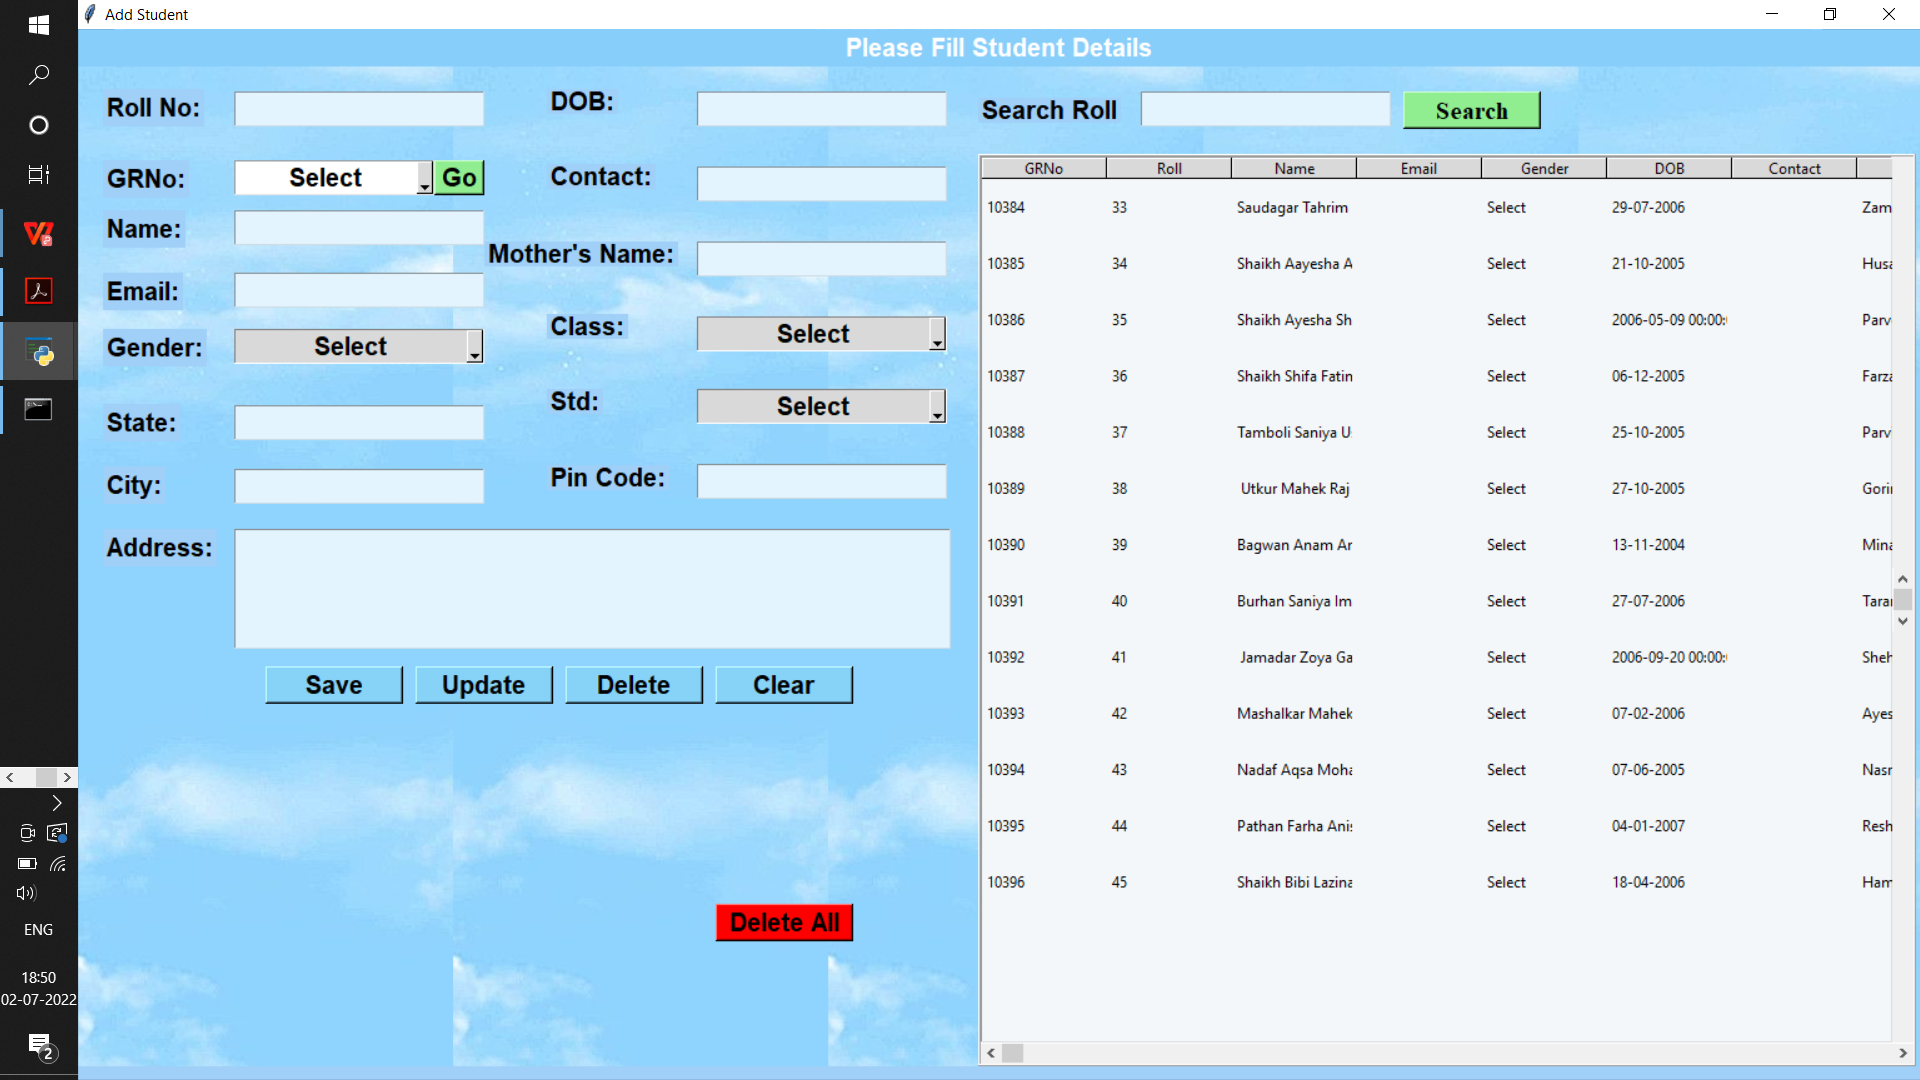 Add Student
Please Fill Student Details
Roll No:
DOB:
Search Roll
Search
GRNo:
Select
Go
Contact:
Name:
Mother's Name:
Email:
Gender:
Select
Class:
Select
State:
Std:
Select
City:
Pin Code:
Address:
Save Update Delete Clear
Delete All
GRNo Roll Name Email Gender DOB Contact
10384 33 Saudagar Tahrim Select 29-07-2006 Zam
10385 34 Shaikh Aayesha A Select 21-10-2005 Husa
10386 35 Shaikh Ayesha Sh Select 2006-05-09 00:00: Parv
10387 36 Shaikh Shifa Fatin Select 06-12-2005 Farza
10388 37 Tamboli Saniya U Select 25-10-2005 Parv
10389 38 Utkur Mahek Raj Select 27-10-2005 Gori
10390 39 Bagwan Anam Ar Select 13-11-2004 Mina
10391 40 Burhan Saniya Im Select 27-07-2006 Tara
10392 41 Jamadar Zoya Ga Select 2006-09-20 00:00: Sheh
10393 42 Mashalkar Mahek Select 07-02-2006 Ayes
10394 43 Nadaf Aqsa Moha Select 07-06-2005 Nasr
10395 44 Pathan Farha Anis Select 04-01-2007 Resh
10396 45 Shaikh Bibi Lazina Select 18-04-2006 Ham
ENG
18:50
02-07-2022
2